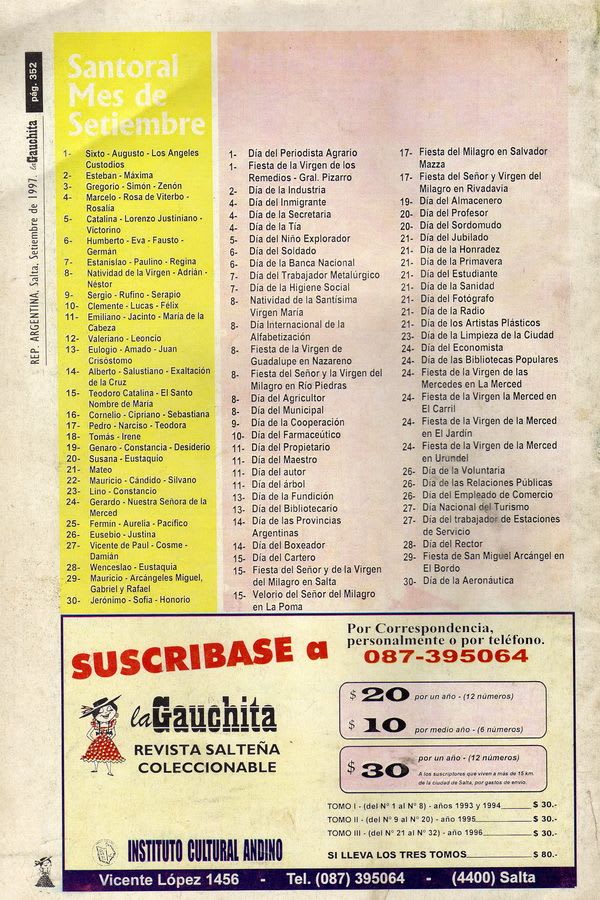 pág. 352
la Gauchita
REP. ARGENTINA, Salta, Setiembre de 1997.
Santoral
Mes de
Setiembre
1- Sixto - Augusto - Los Angeles
Custodios
2- Esteban - Máxima
3- Gregorio - Simón - Zenón
4- Marcelo - Rosa de Viterbo -
Rosalía
5- Catalina - Lorenzo Justiniano -
Victorino
6- Humberto - Eva - Fausto -
Germán
7- Estanislao - Paulino - Regina
8- Natividad de la Virgen - Adrián -
Néstor
9- Sergio - Rufino - Serapio
10- Clemente - Lucas - Félix
11- Emiliano - Jacinto - María de la
Cabeza
12- Valeriano - Leoncio
13- Eulogio - Amado - Juan
Crisóstomo
14- Alberto - Salustiano - Exaltación
de la Cruz
15- Teodoro Catalina - El Santo
Nombre de María
16- Cornelio - Cipriano - Sebastiana
17- Pedro - Narciso - Teodora
18- Tomás - Irene
19- Genaro - Constancia - Desiderio
20- Susana - Eustaquio
21- Mateo
22- Mauricio - Cándido - Silvano
23- Lino - Constancio
24- Gerardo - Nuestra Señora de la
Merced
25- Fermín - Aurelia - Pacífico
26- Eusebio - Justina
27- Vicente de Paul - Cosme -
Damián
28- Wenceslao - Eustaquia
29- Mauricio - Arcángeles Miguel,
Gabriel y Rafael
30- Jerónimo - Sofía - Honorio
1- Día del Periodista Agrario
1- Fiesta de la Virgen de los
Remedios - Gral. Pizarro
2- Día de la Industria
4- Día del Inmigrante
4- Día de la Secretaria
4- Día de la Tía
5- Día del Niño Explorador
6- Día del Soldado
6- Día de la Banca Nacional
7- Día del Trabajador Metalúrgico
7- Día de la Higiene Social
8- Natividad de la Santísima
Virgen María
8- Día Internacional de la
Alfabetización
8- Fiesta de la Virgen de
Guadalupe en Nazareno
8- Fiesta del Señor y la Virgen del
Milagro en Río Piedras
8- Día del Agricultor
8- Día del Municipal
9- Día de la Cooperación
10- Día del Farmaceútico
11- Día del Propietario
11- Día del Maestro
11- Día del autor
11- Día del árbol
13- Día de la Fundición
13- Día del Bibliotecario
14- Día de las Provincias
Argentinas
14- Día del Boxeador
15- Día del Cartero
15- Fiesta del Señor y de la Virgen
del Milagro en Salta
15- Velorio del Señor del Milagro
en La Poma
17- Fiesta del Milagro en Salvador
Mazza
17- Fiesta del Señor y Virgen del
Milagro en Rivadavia
19- Día del Almacenero
20- Día del Profesor
20- Día del Sordomudo
21- Día del Jubilado
21- Día de la Honradez
21- Día de la Primavera
21- Día del Estudiante
21- Día de la Sanidad
21- Día del Fotógrafo
21- Día de la Radio
21- Día de los Artistas Plásticos
23- Día de la Limpieza de la Ciudad
24- Día del Economista
24- Día de las Bibliotecas Populares
24- Fiesta de la Virgen de las
Mercedes en La Merced
24- Fiesta de la Virgen la Merced en
El Carril
24- Fiesta de la Virgen de la Merced
en El Jardín
24- Fiesta de la Virgen de la Merced
en Urundel
26- Día de la Voluntaria
26- Día de las Relaciones Públicas
26- Día del Empleado de Comercio
27- Día Nacional del Turismo
27- Día del trabajador de Estaciones
de Servicio
28- Día del Rector
29- Fiesta de San Miguel Arcángel en
El Bordo
30- Día de la Aeronáutica
SUSCRIBASE a
Por Correspondencia,
personalmente o por teléfono.
087-395064
la Gauchita
REVISTA SALTEÑA
COLECCIONABLE
$ 20 por un año - (12 números)
$ 10 por medio año - (6 números)
$ 30 por un año - (12 números)
A los suscriptores que viven a más de 15 km.
de la ciudad de Salta, por gastos de envio.
TOMO I - (del Nº 1 al Nº 8) - años 1993 y 1994 $ 30.-
TOMO II - (del Nº 9 al Nº 20) - año 1995 $ 30.-
TOMO III - (del Nº 21 al Nº 32) - año 1996 $ 30.-
SI LLEVA LOS TRES TOMOS $ 80.-
INSTITUTO CULTURAL ANDINO
Vicente López 1456 - Tel. (087) 395064 - (4400) Salta